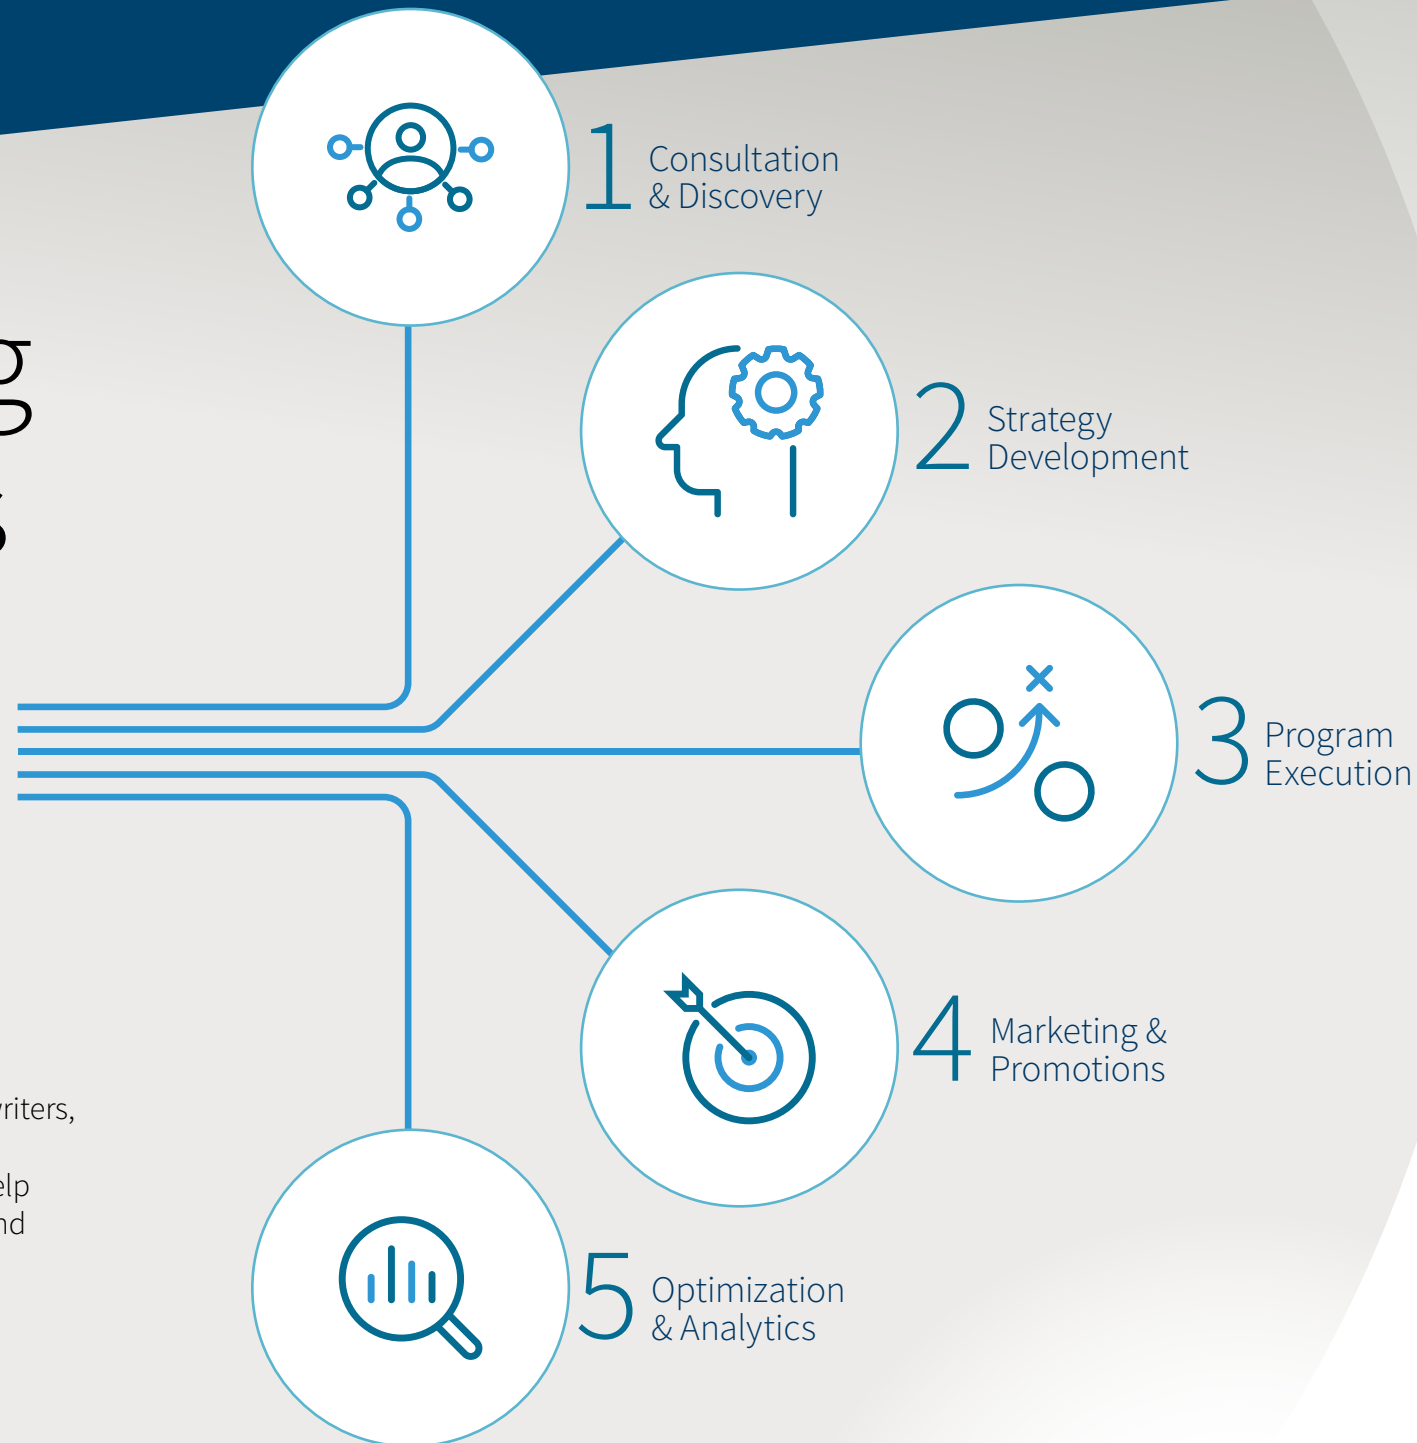 1 Consultation
& Discovery
2 Strategy
Development
3 Program
Execution
4 Marketing &
Promotions
5 Optimization
& Analytics